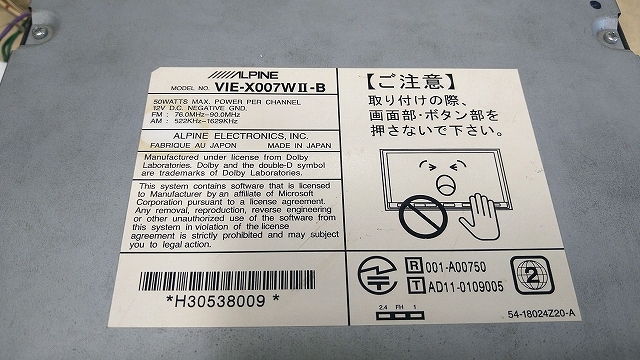 ALPINE
MODEL NO. VIE-X007WⅡ-B
50WATTS MAX. POWER PER CHANNEL
12V D.C. NEGATIVE GND.
FM : 76.0MHz–90.0MHz
AM : 522KHz-1629KHz
ALPINE ELECTRONICS, INC.
FABRIQUE AU JAPON MADE IN JAPAN
Manufactured under license from Dolby
Laboratories. Dolby and the double-D symbol
are trademarks of Dolby Laboratories.
This system contains software that is licensed
to Manufacturer by an affiliate of Microsoft
Corporation pursuant to a license agreement.
Any removal, reproduction, reverse engineering
or other unauthorized use of the software from
this system in violation of the license
agreement is strictly prohibited and may subject
you to legal action.
*H30538009*
【ご注意】
取り付けの際、
画面部・ボタン部を
押さないで下さい。
R 001-A00750
T AD11-0109005
2
2.4 FH 1
54-18024Z20-A